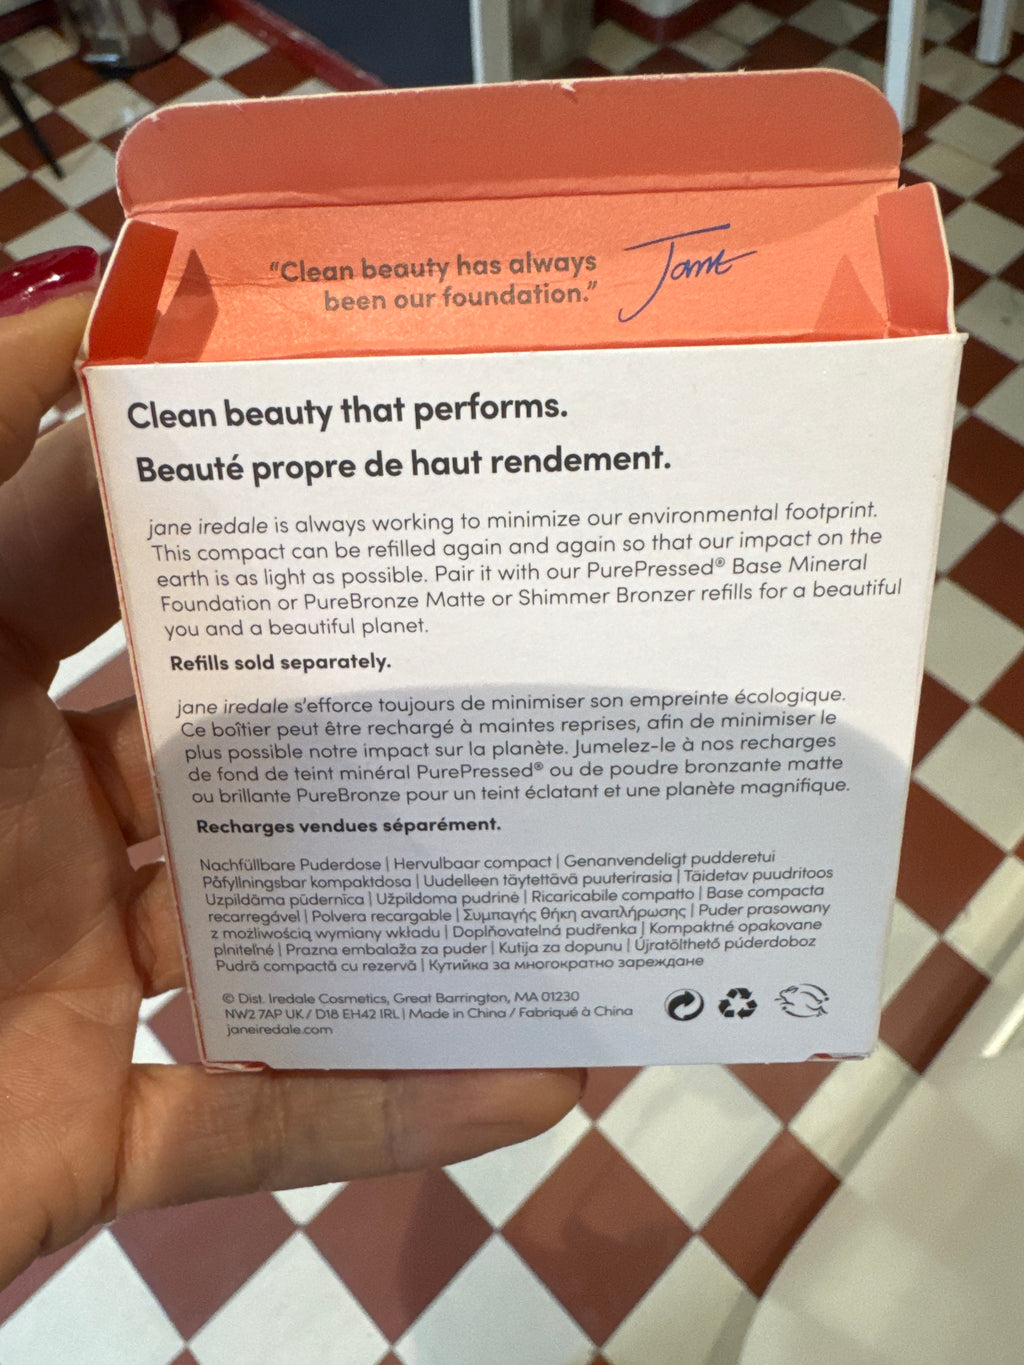 "Clean beauty has always
been our foundation."
Jane
Clean beauty that performs.
Beauté propre de haut rendement.
jane iredale is always working to minimize our environmental footprint.
This compact can be refilled again and again so that our impact on the
earth is as light as possible. Pair it with our PurePressed® Base Mineral
Foundation or PureBronze Matte or Shimmer Bronzer refills for a beautiful
you and a beautiful planet.
Refills sold separately.
jane iredale s'efforce toujours de minimiser son empreinte écologique.
Ce boîtier peut être rechargé à maintes reprises, afin de minimiser le
plus possible notre impact sur la planète. Jumelez-le à nos recharges
de fond de teint minéral PurePressed® ou de poudre bronzante matte
ou brillante PureBronze pour un teint éclatant et une planète magnifique.
Recharges vendues séparément.
Nachfüllbare Puderdose | Hervulbaar compact | Genanvendeligt pudderetui
Påfyllningsbar kompaktdosa | Uudelleen täytettävä puuterirasia | Täidetav puudritoos
Uzpildāma pūdernīca | Užpildoma pudrinė | Ricaricabile compatto | Base compacta
recarregável | Polvera recargable | Συμπαγής θήκη αναπλήρωσης | Puder prasowany
z możliwością wymiany wkładu | Doplňovatelná pudřenka | Kompaktné opakovane
plniteľné | Prazna embalaža za puder | Kutija za dopunu | Újratölthető púderdoboz
Pudră compactă cu rezervă | Кутийка за многократно зареждане
© Dist. Iredale Cosmetics, Great Barrington, MA 01230
NW2 7AP UK / D18 EH42 IRL | Made in China / Fabriqué à China
janeiredale.com